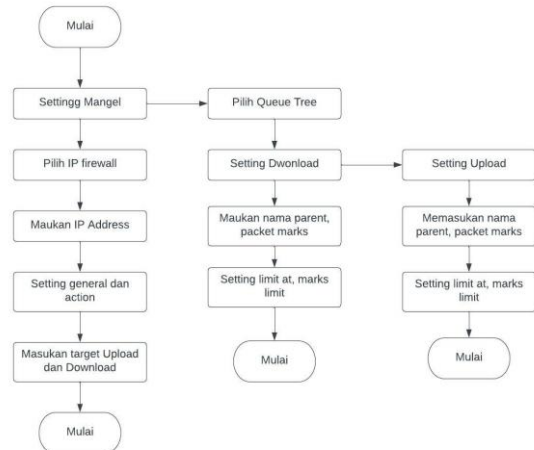 Mulai
Settingg Mangel
Pilih IP firewall
Maukan IP Address
Setting general dan
action
Masukan target Upload
dan Download
Mulai
Pilih Queue Tree
Setting Dwonload
Maukan nama parent,
packet marks
Setting limit at, marks
limit
Mulai
Setting Upload
Memasukan nama
parent, packet marks
Setting limit at, marks
limit
Mulai